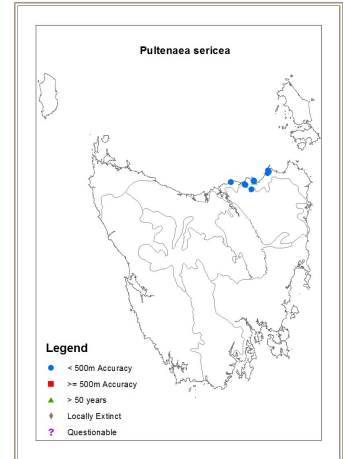 Pultenaea sericea
Legend
< 500m Accuracy
>= 500m Accuracy
> 50 years
Locally Extinct
? Questionable